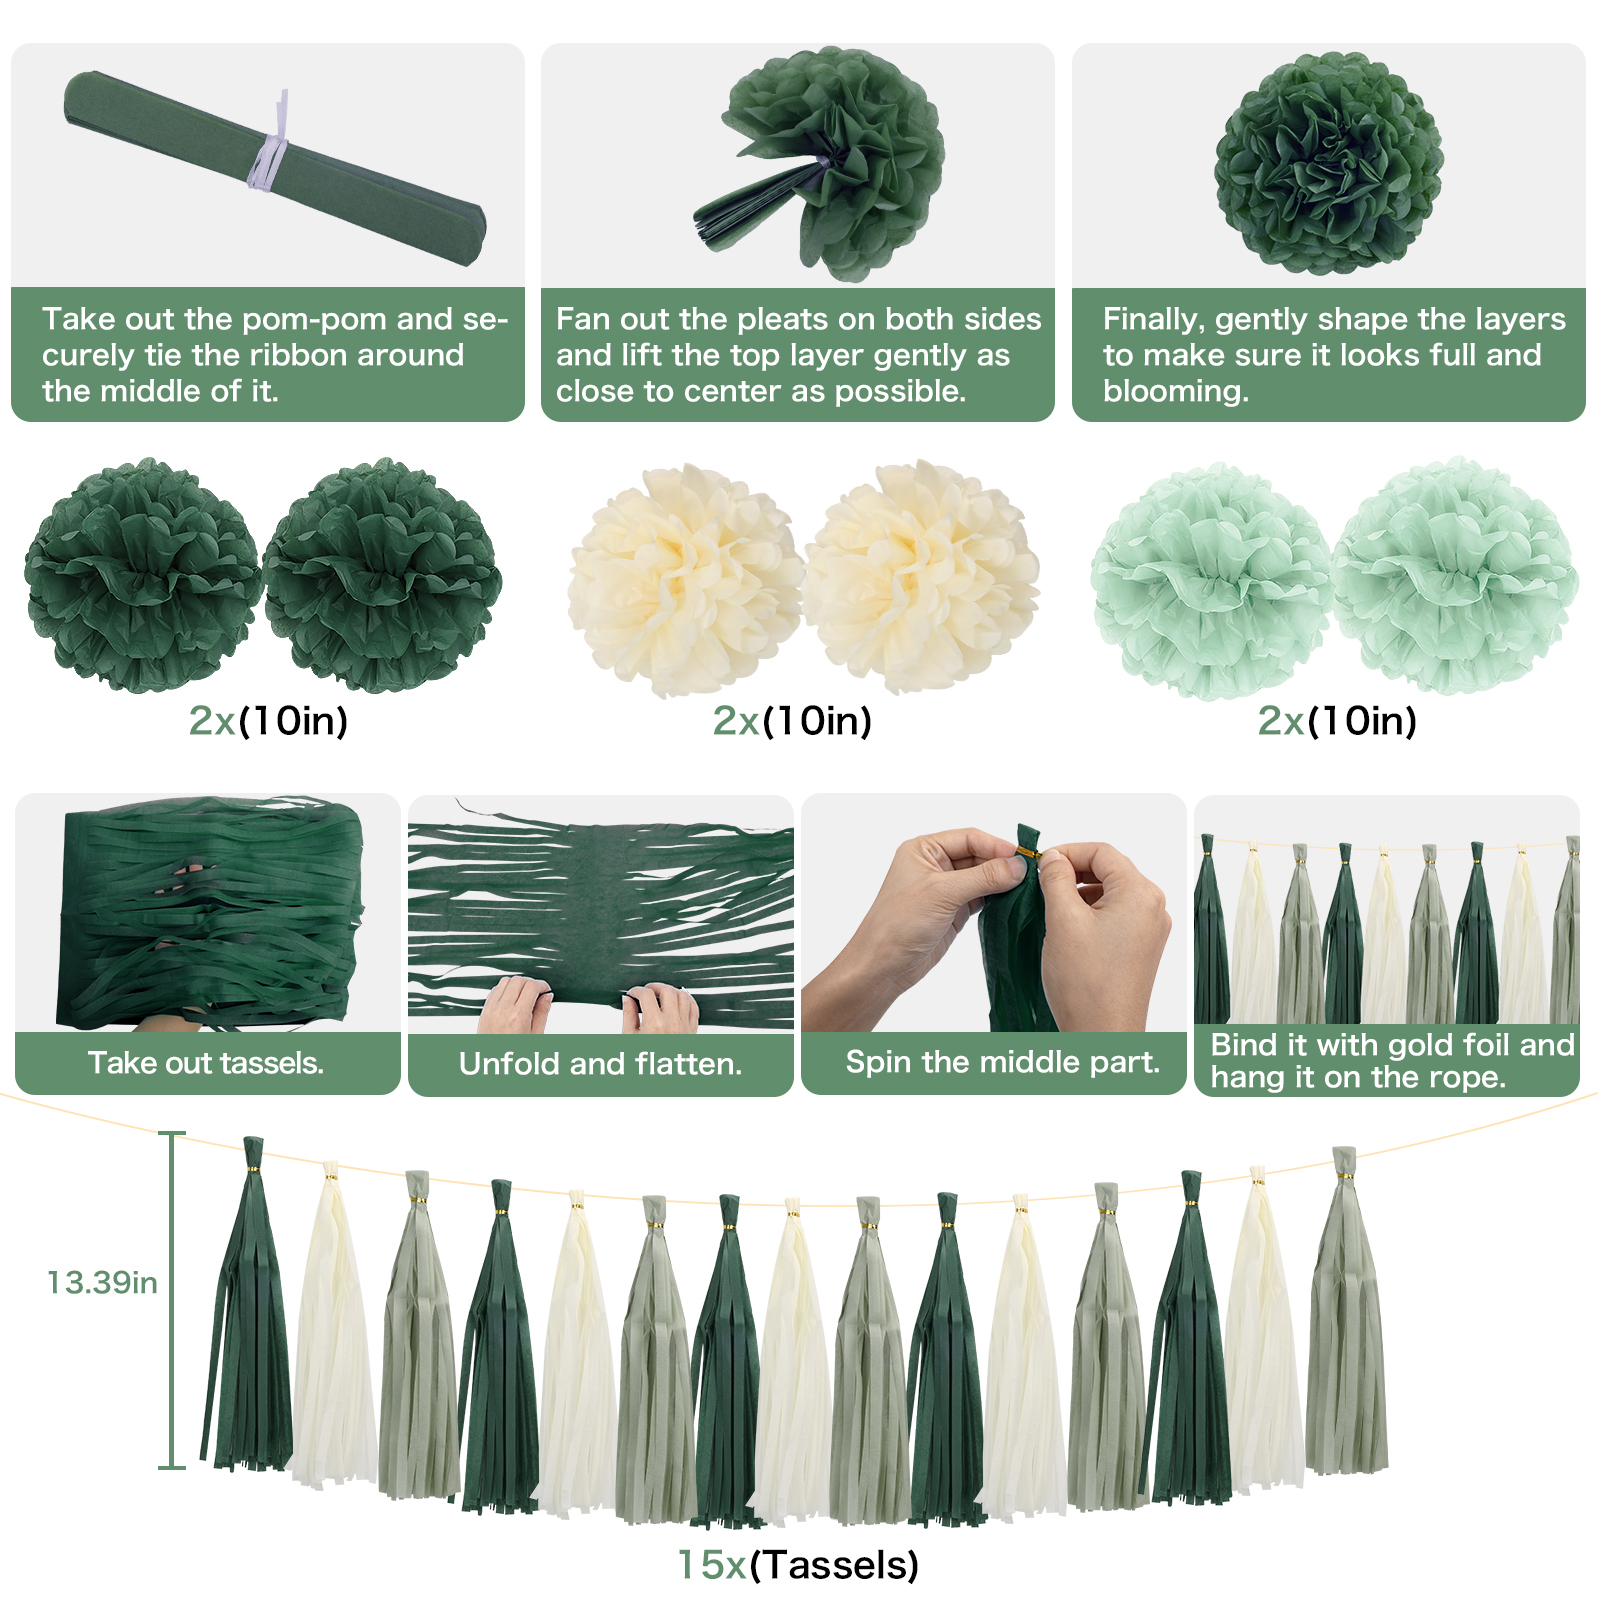 Take out the pom-pom and se-
curely tie the ribbon around
the middle of it.
Fan out the pleats on both sides
and lift the top layer gently as
close to center as possible.
Finally, gently shape the layers
to make sure it looks full and
blooming.
2x(10in)
2x(10in)
2x(10in)
Take out tassels.
Unfold and flatten.
Spin the middle part.
Bind it with gold foil and
hang it on the rope.
13.39in
15x(Tassels)